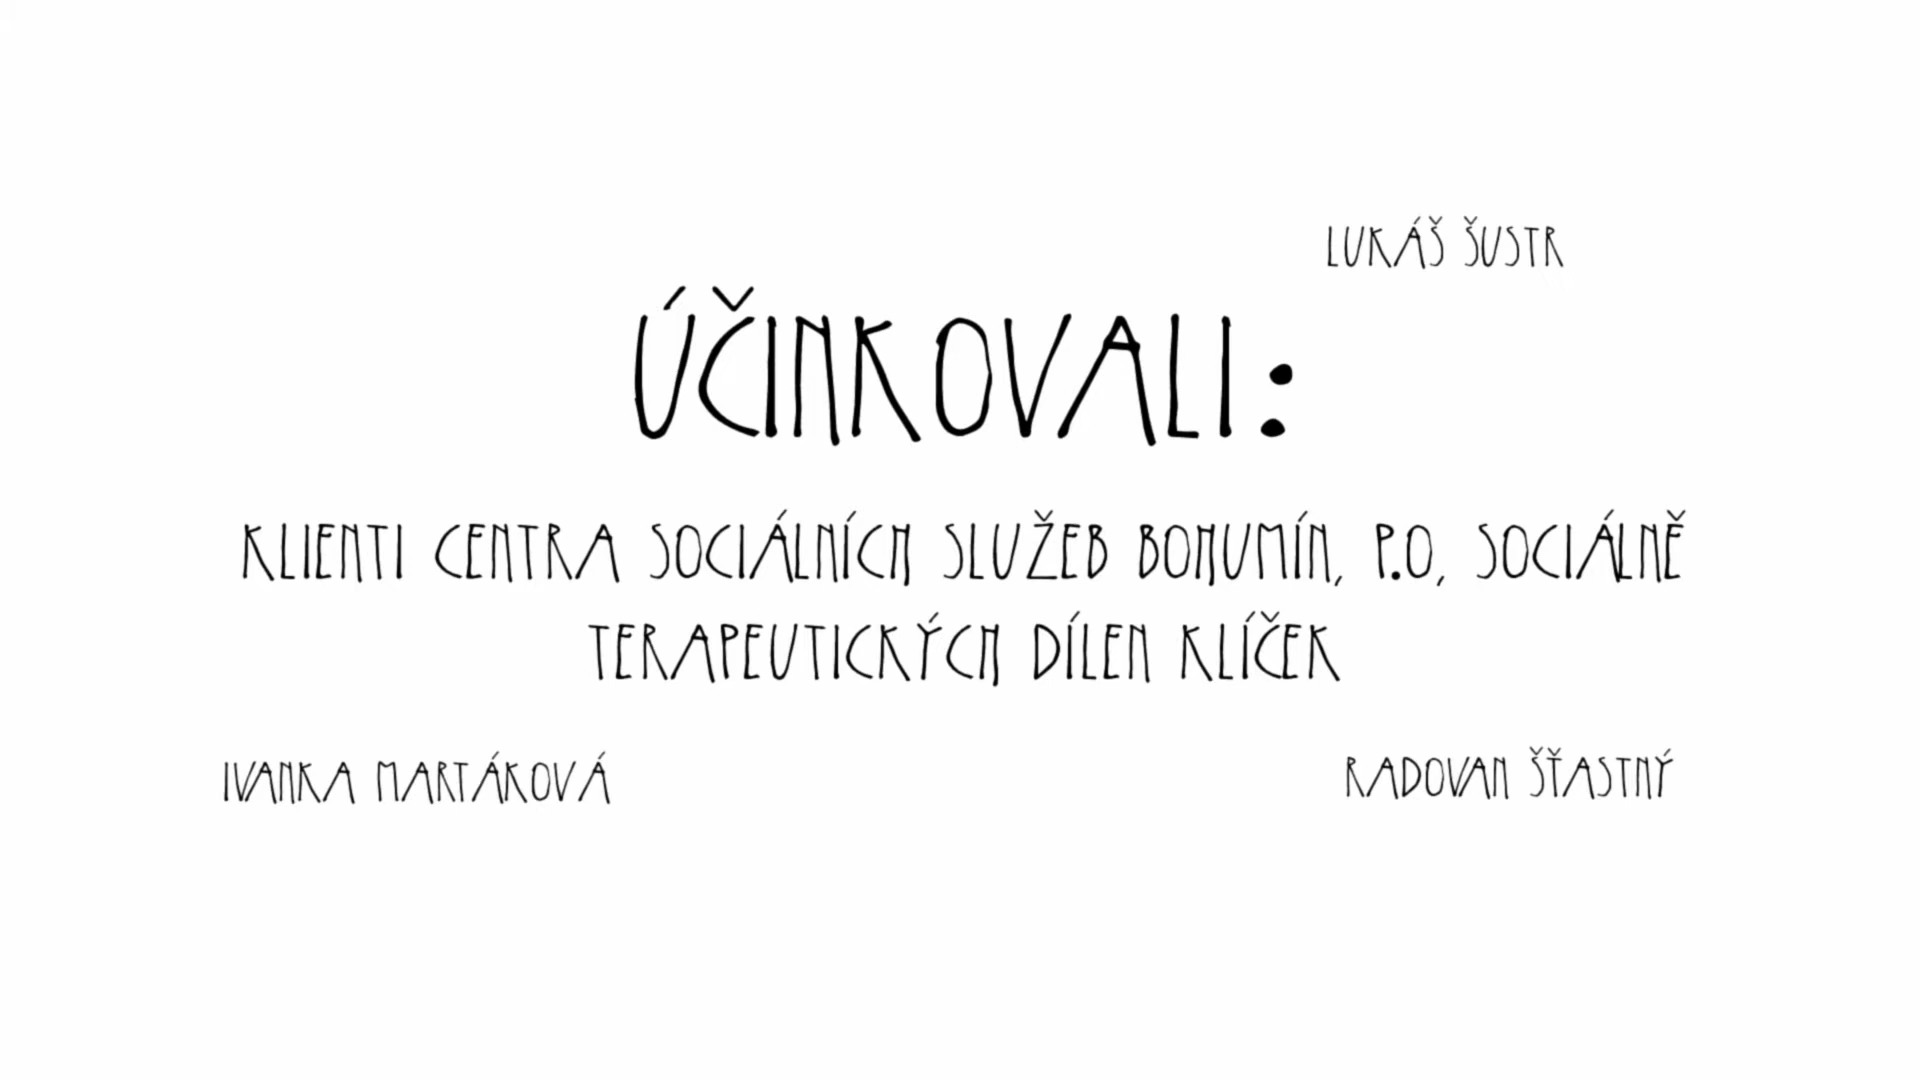 LUKÁŠ ŠUSTR
ÚČINKOVALI:
KLIENTI CENTRA SOCIÁLNÍCH SLUŽEB BOHUMÍN, P.O, SOCIÁLNĚ
TERAPEUTICKÝCH DÍLEN KLÍČEK
IVANKA MARTÁKOVÁ
RADOVAN ŠŤASTNÝ